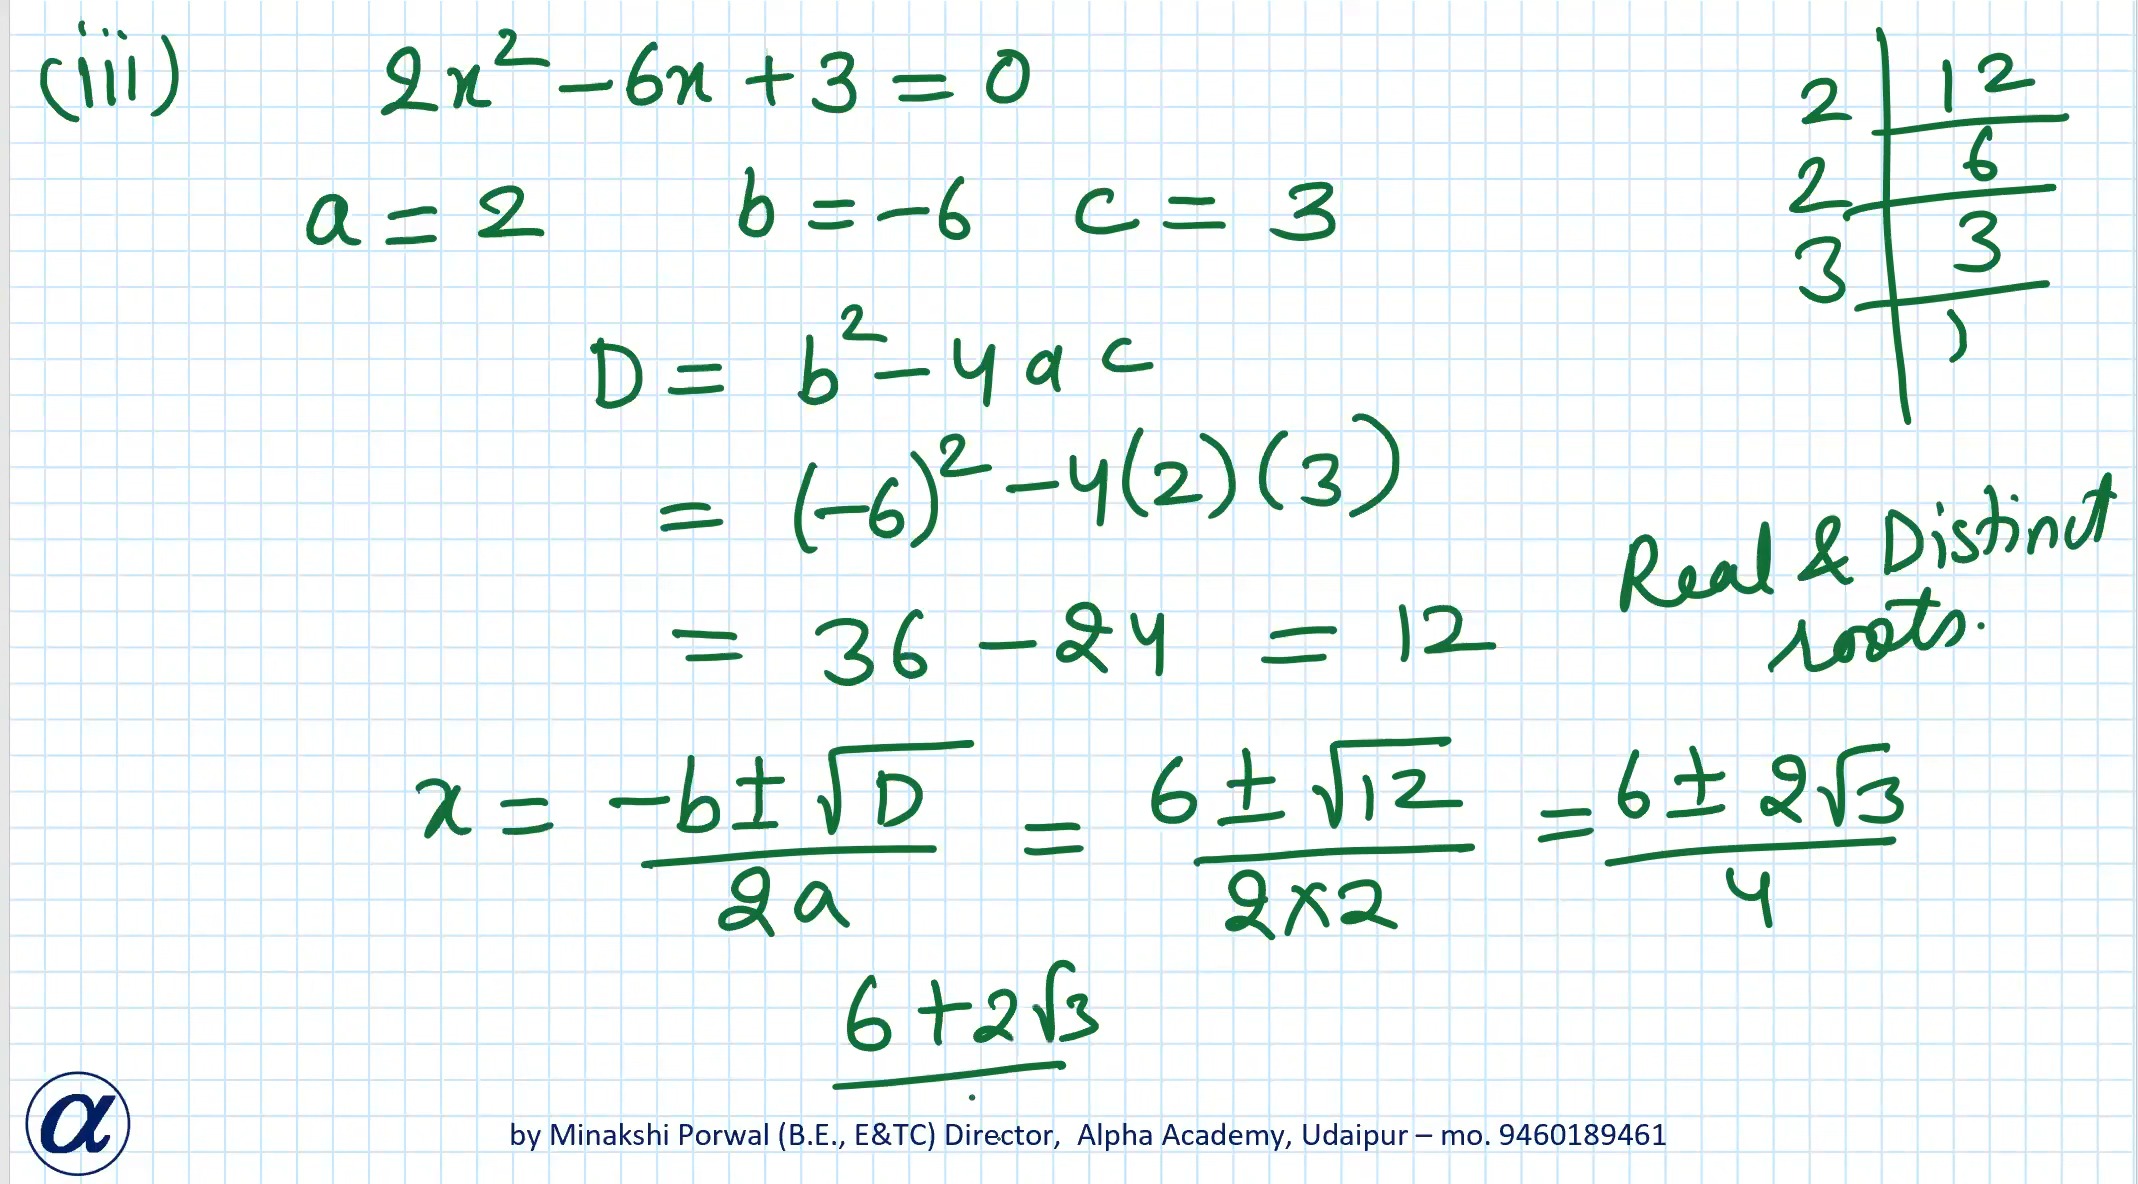 (iii) 2x² - 6x + 3 = 0
a = 2 b = -6 c = 3
D = b² - 4ac
= (-6)² - 4(2)(3)
= 36 - 24 = 12
Real & Distinct
roots.
x = (-b ± √D)/(2a) = (6 ± √12)/(2×2) = (6 ± 2√3)/4
6 + 2√3
2 | 12
2 | 6
3 | 3
1
α
by Minakshi Porwal (B.E., E&TC) Director, Alpha Academy, Udaipur – mo. 9460189461